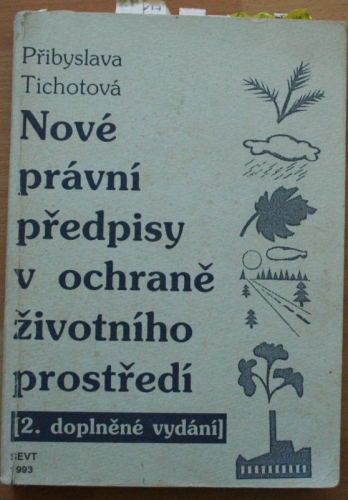 Přibyslava
Tichotová
Nové
právní
předpisy
v ochraně
životního
prostředí
[2. doplněné vydání]
SEVT
1993